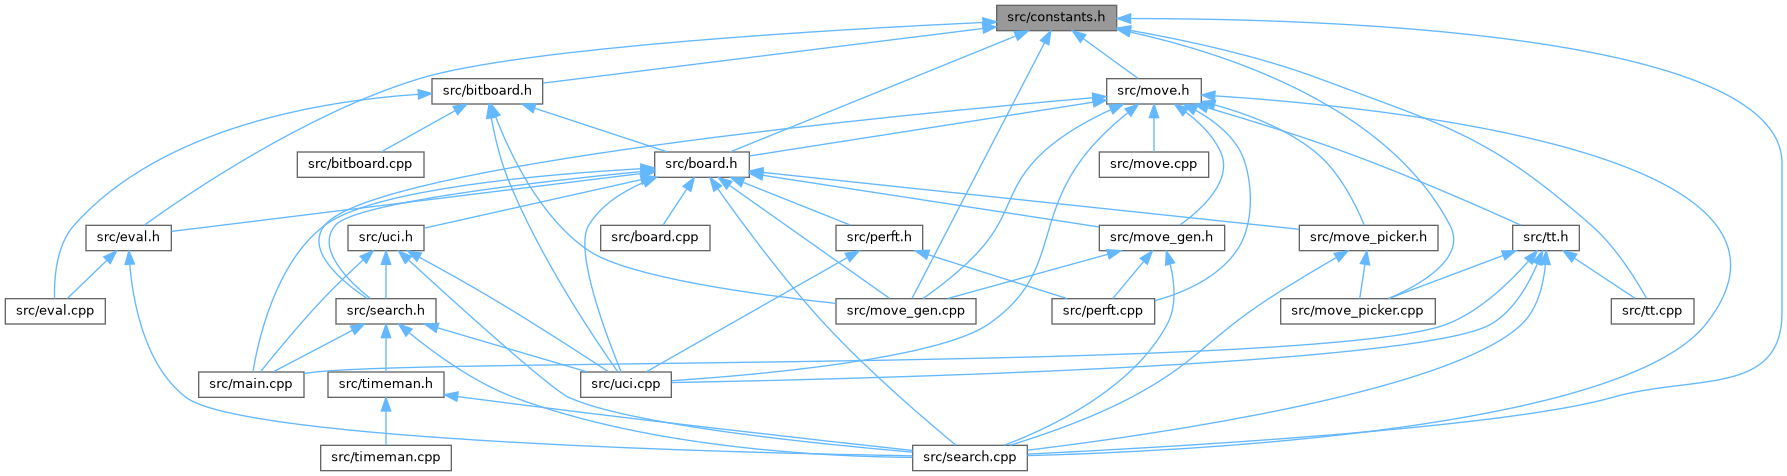 src/constants.h
src/bitboard.h
src/move.h
src/bitboard.cpp
src/board.h
src/move.cpp
src/eval.h
src/uci.h
src/board.cpp
src/perft.h
src/move_gen.h
src/move_picker.h
src/tt.h
src/eval.cpp
src/search.h
src/move_gen.cpp
src/perft.cpp
src/move_picker.cpp
src/tt.cpp
src/main.cpp
src/timeman.h
src/uci.cpp
src/timeman.cpp
src/search.cpp